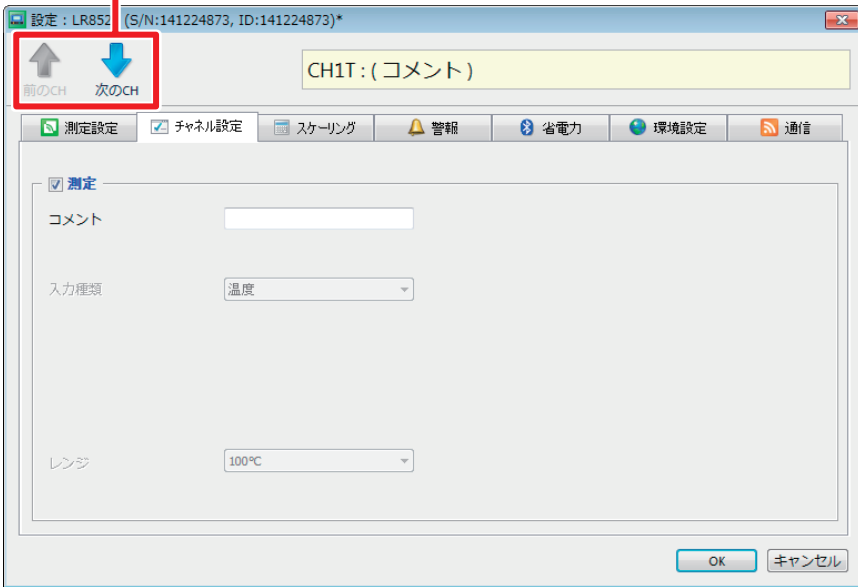 設定：LR852 (S/N:141224873, ID:141224873)*
前のCH 次のCH
CH1T : ( コメント )
測定設定 チャネル設定 スケーリング 警報 省電力 環境設定 通信
測定
コメント
入力種類 温度
レンジ 100℃
OK キャンセル